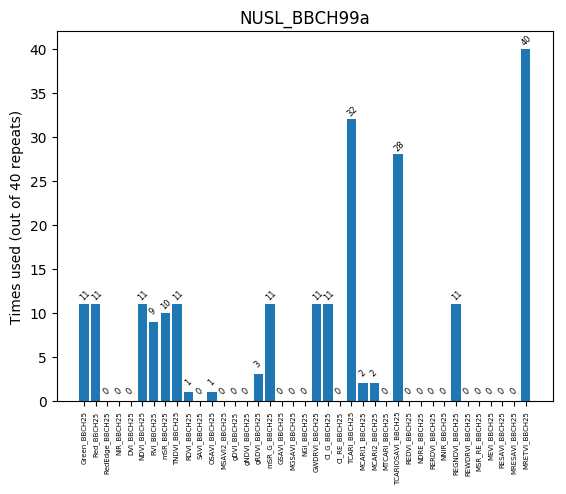 NUSL_BBCH99a
Times used (out of 40 repeats)
40
35
30
25
20
15
10
5
0
11
11
0
0
0
11
9
10
11
1
0
1
0
0
0
3
11
0
0
0
11
11
0
32
2
2
0
28
0
0
0
0
11
0
0
0
0
0
40
Green_BBCH25
Red_BBCH25
RedEdge_BBCH25
NIR_BBCH25
DVI_BBCH25
NDVI_BBCH25
RVI_BBCH25
mSR_BBCH25
TNDVI_BBCH25
RDVI_BBCH25
SAVI_BBCH25
OSAVI_BBCH25
MSAVI2_BBCH25
gDVI_BBCH25
gNDVI_BBCH25
gRDVI_BBCH25
mSR_G_BBCH25
GSAVI_BBCH25
MGSAVI_BBCH25
NGI_BBCH25
GWDRVI_BBCH25
CI_G_BBCH25
CI_RE_BBCH25
TCARI_BBCH25
MCARI1_BBCH25
MCARI2_BBCH25
MTCARI_BBCH25
TCARIOSAVI_BBCH25
REDVI_BBCH25
NDRE_BBCH25
RERDVI_BBCH25
NNIR_BBCH25
REGNDVI_BBCH25
REWDRVI_BBCH25
MSR_RE_BBCH25
MEVI_BBCH25
RESAVI_BBCH25
MRESAVI_BBCH25
MRETVI_BBCH25